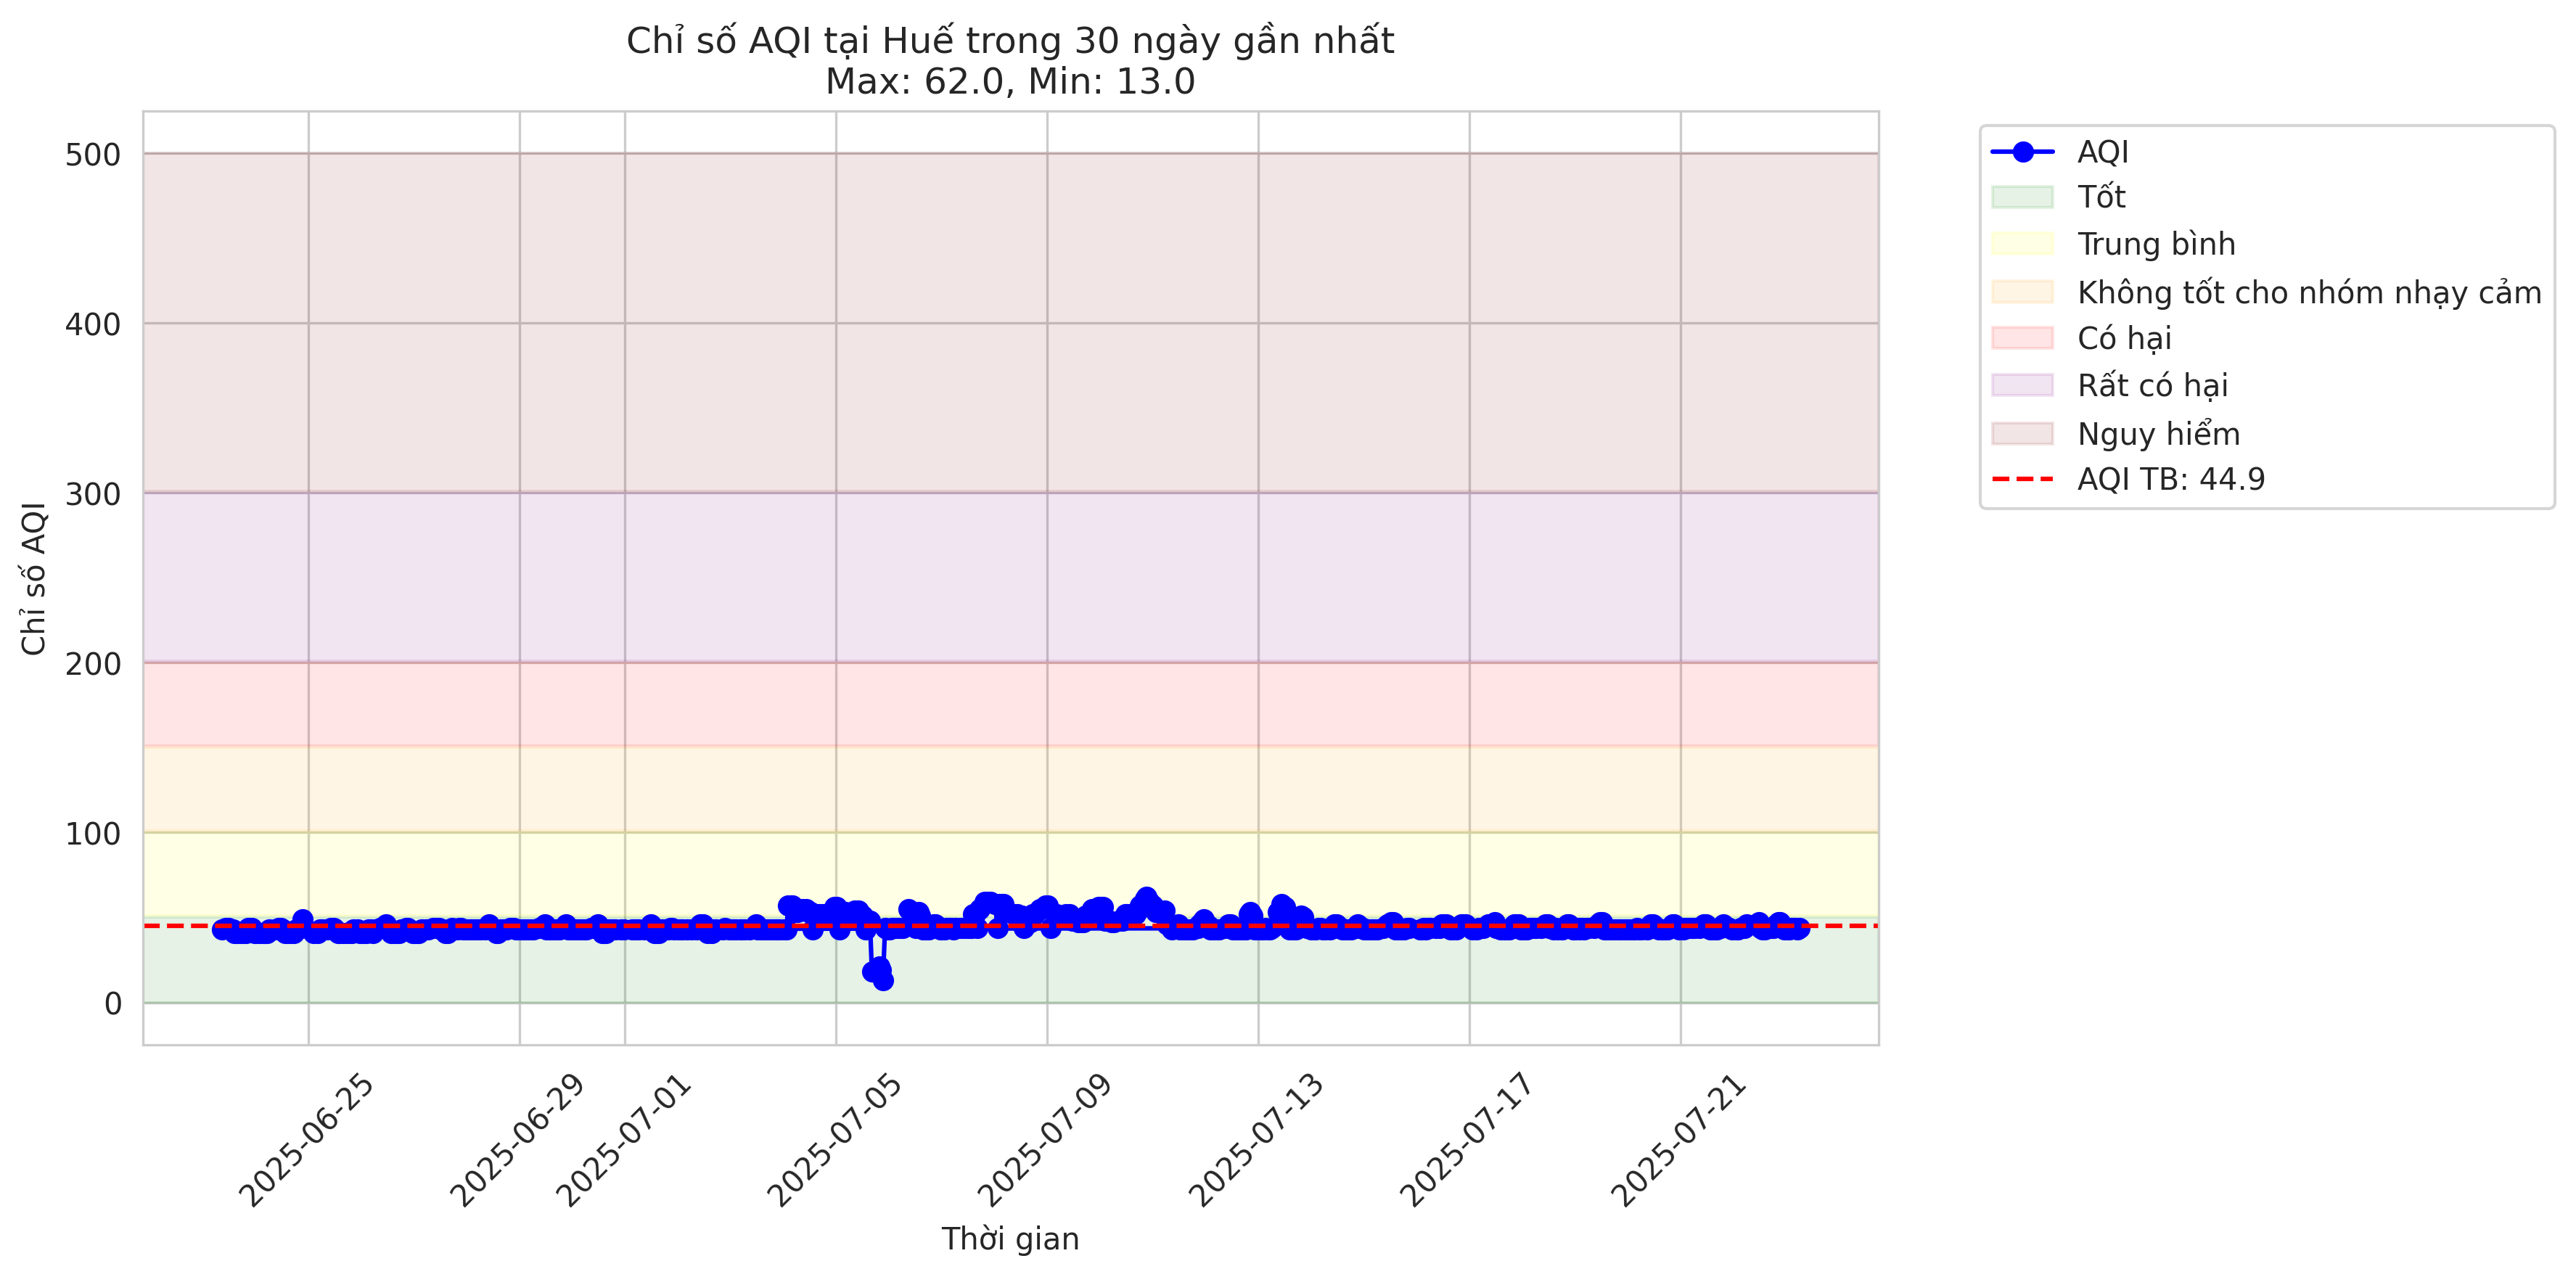 Chỉ số AQI tại Huế trong 30 ngày gần nhất
Max: 62.0, Min: 13.0
500
400
300
200
100
0
Chỉ số AQI
2025-06-25
2025-06-29
2025-07-01
2025-07-05
2025-07-09
2025-07-13
2025-07-17
2025-07-21
Thời gian
AQI
Tốt
Trung bình
Không tốt cho nhóm nhạy cảm
Có hại
Rất có hại
Nguy hiểm
AQI TB: 44.9